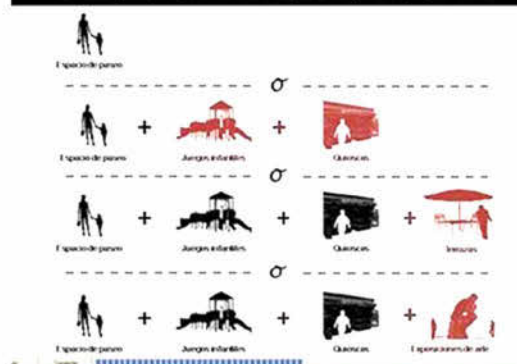 Espacio de paseo
o
Espacio de paseo + Juegos infantiles + Quioscos
o
Espacio de paseo + Juegos infantiles + Quioscos + Terrazas
o
Espacio de paseo + Juegos infantiles + Quioscos + Exposiciones de arte